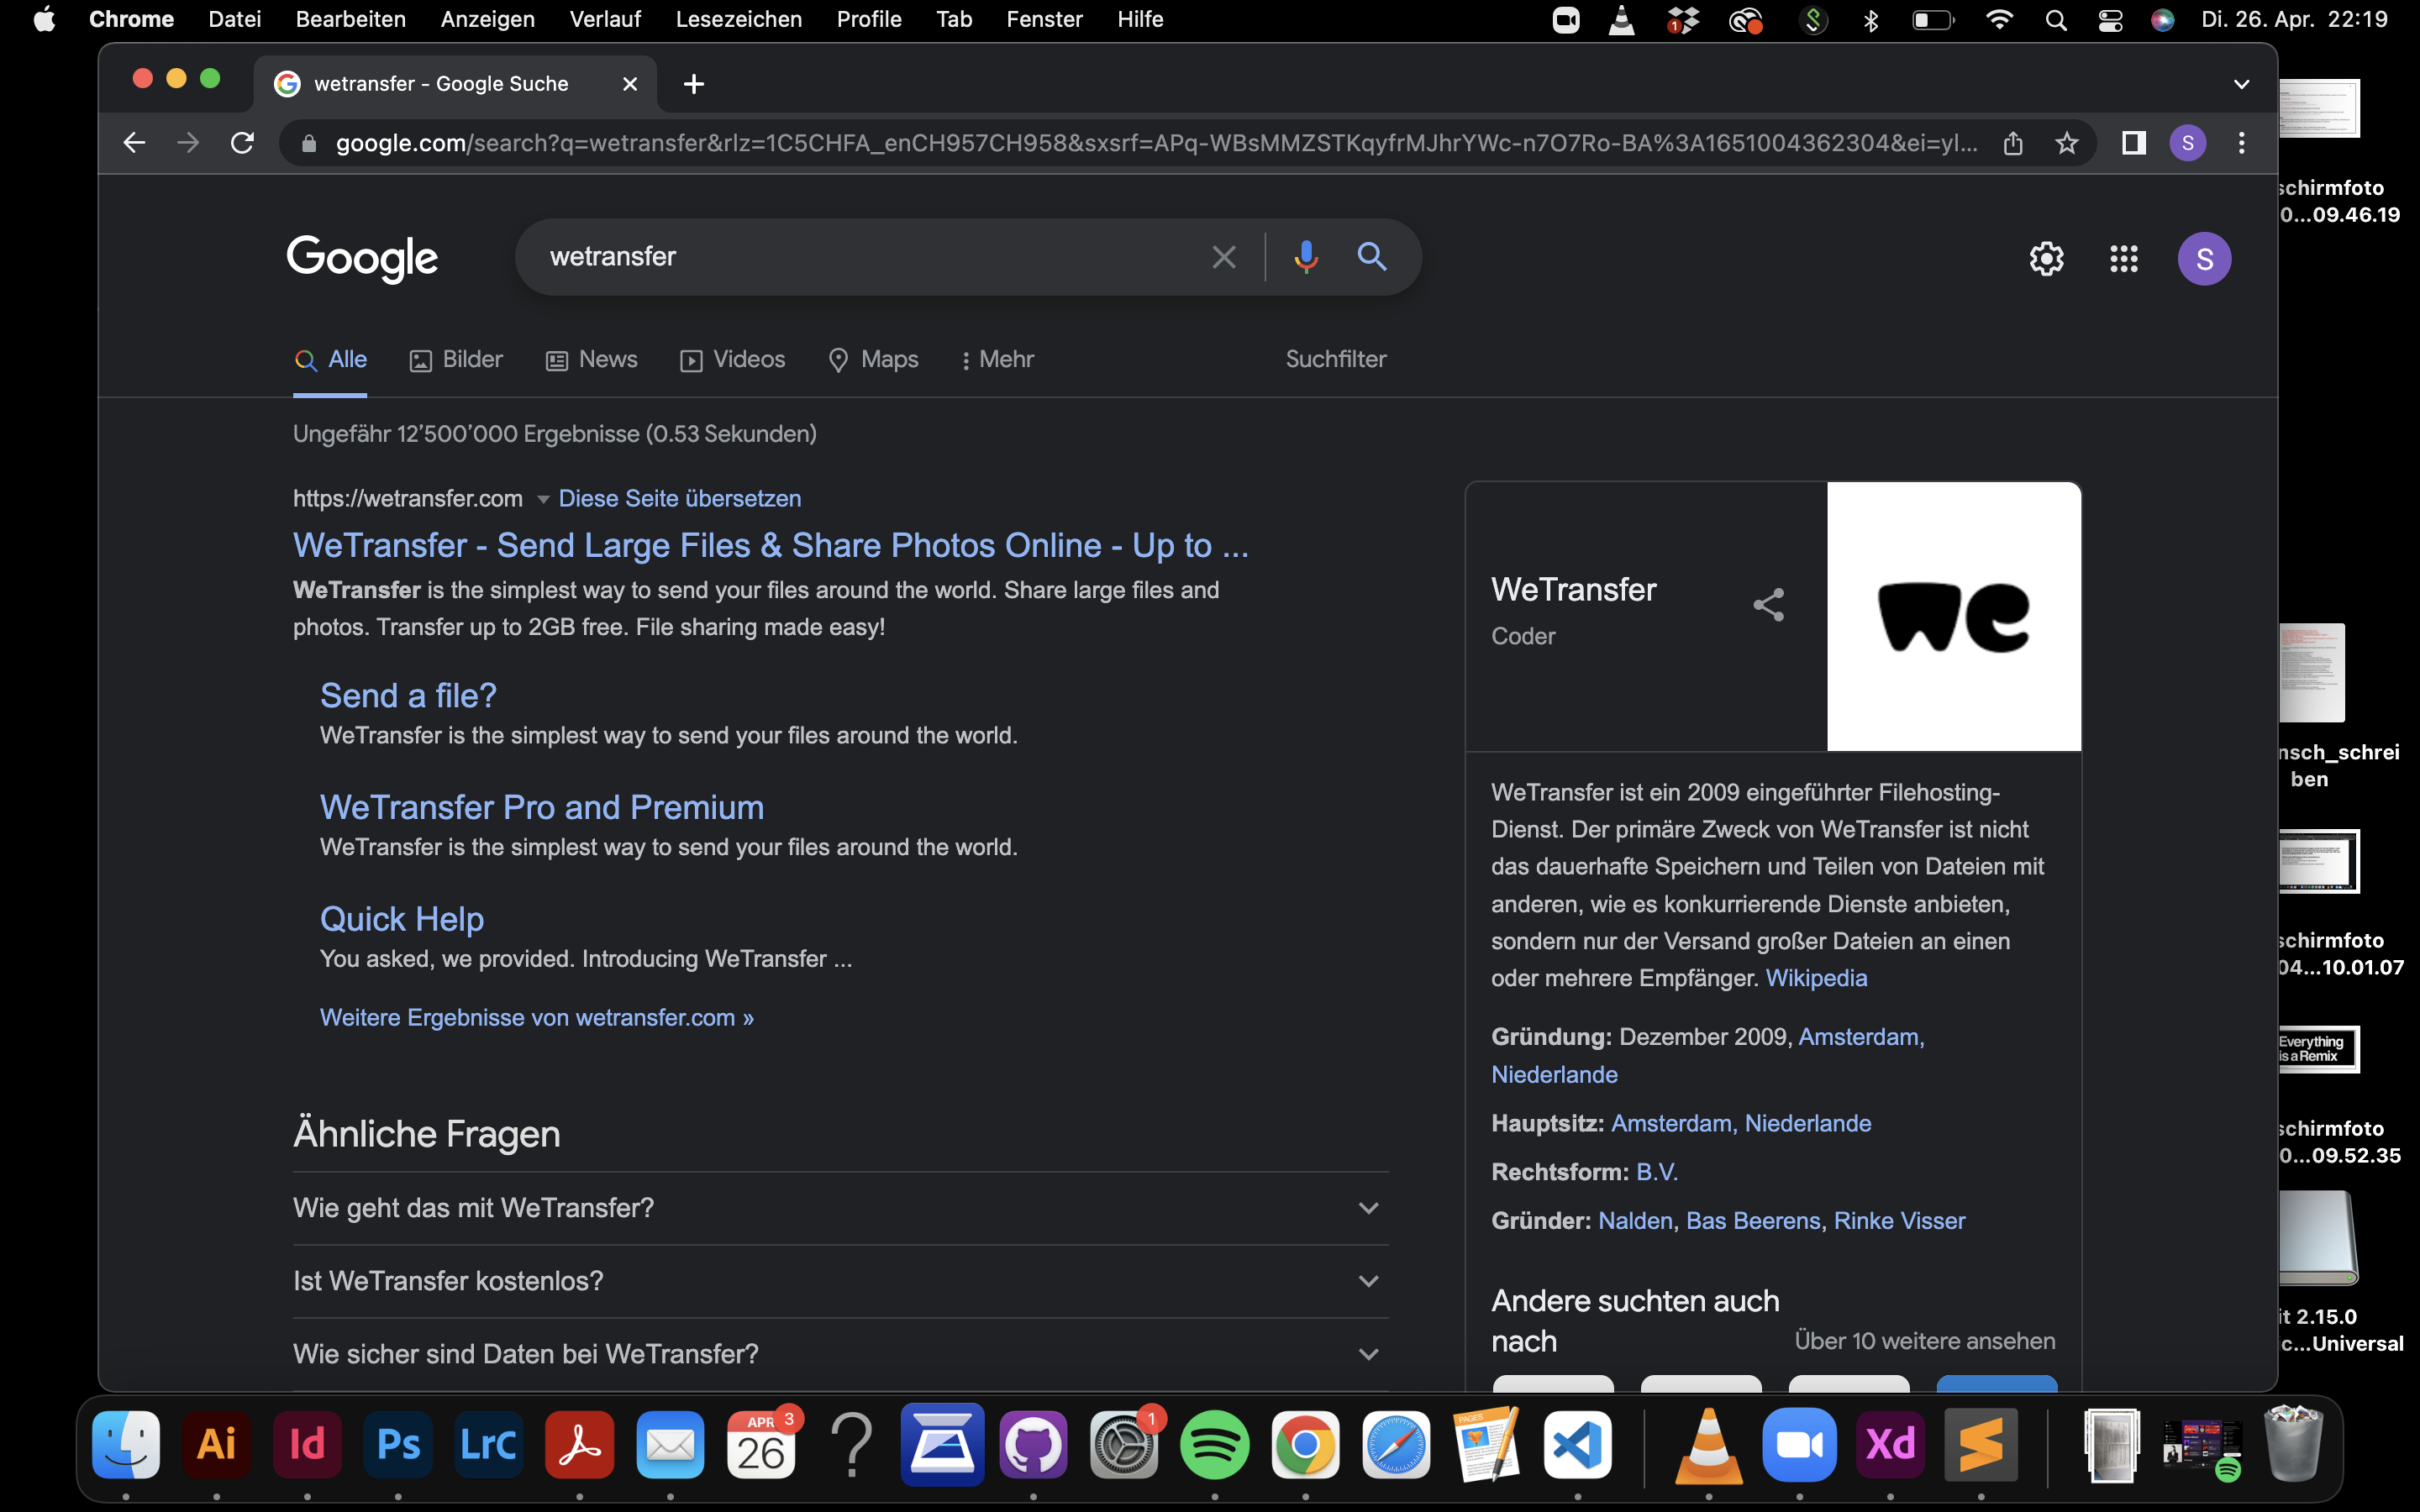 Chrome Datei Bearbeiten Anzeigen Verlauf Lesezeichen Profile Tab Fenster Hilfe
1
Di. 26. Apr. 22:19
wetransfer - Google Suche
google.com/search?q=wetransfer&rlz=1C5CHFA_enCH957CH958&sxsrf=APq-WBsMMZSTKqyfrMJhrYWc-n7O7Ro-BA%3A1651004362304&ei=yl...
S
Google
wetransfer
S
Alle Bilder News Videos Maps Mehr Suchfilter
Ungefähr 12’500’000 Ergebnisse (0.53 Sekunden)
https://wetransfer.com Diese Seite übersetzen
WeTransfer - Send Large Files & Share Photos Online - Up to ...
WeTransfer is the simplest way to send your files around the world. Share large files and
photos. Transfer up to 2GB free. File sharing made easy!
Send a file?
WeTransfer is the simplest way to send your files around the world.
WeTransfer Pro and Premium
WeTransfer is the simplest way to send your files around the world.
Quick Help
You asked, we provided. Introducing WeTransfer ...
Weitere Ergebnisse von wetransfer.com »
Ähnliche Fragen
Wie geht das mit WeTransfer?
Ist WeTransfer kostenlos?
Wie sicher sind Daten bei WeTransfer?
WeTransfer
Coder
we
WeTransfer ist ein 2009 eingeführter Filehosting-
Dienst. Der primäre Zweck von WeTransfer ist nicht
das dauerhafte Speichern und Teilen von Dateien mit
anderen, wie es konkurrierende Dienste anbieten,
sondern nur der Versand großer Dateien an einen
oder mehrere Empfänger. Wikipedia
Gründung: Dezember 2009, Amsterdam,
Niederlande
Hauptsitz: Amsterdam, Niederlande
Rechtsform: B.V.
Gründer: Nalden, Bas Beerens, Rinke Visser
Andere suchten auch
nach
Über 10 weitere ansehen
schirmfoto
0...09.46.19
nsch_schrei
ben
schirmfoto
04...10.01.07
Everything
is a Remix
schirmfoto
0...09.52.35
it 2.15.0
c...Universal
Ai
Id
Ps
LrC
APR
3
26
?
1
PAGES
Xd